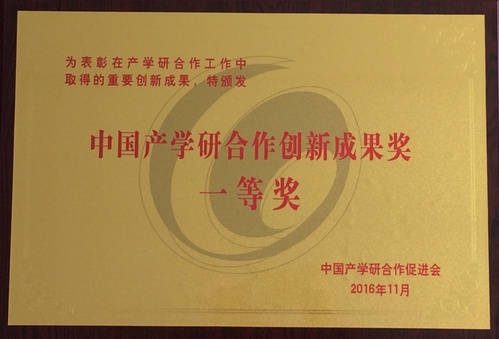 为表彰在产学研合作工作中
取得的重要创新成果，特颁发
中国产学研合作创新成果奖
一等奖
中国产学研合作促进会
2016年11月